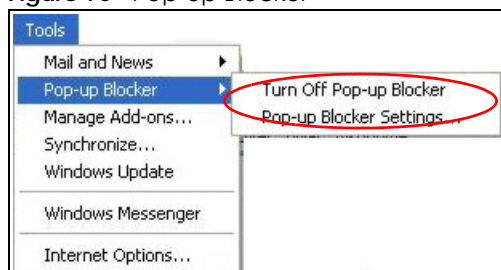 Tools
Mail and News
Pop-up Blocker
Turn Off Pop-up Blocker
Manage Add-ons...
Pop-up Blocker Settings...
Synchronize...
Windows Update
Windows Messenger
Internet Options...